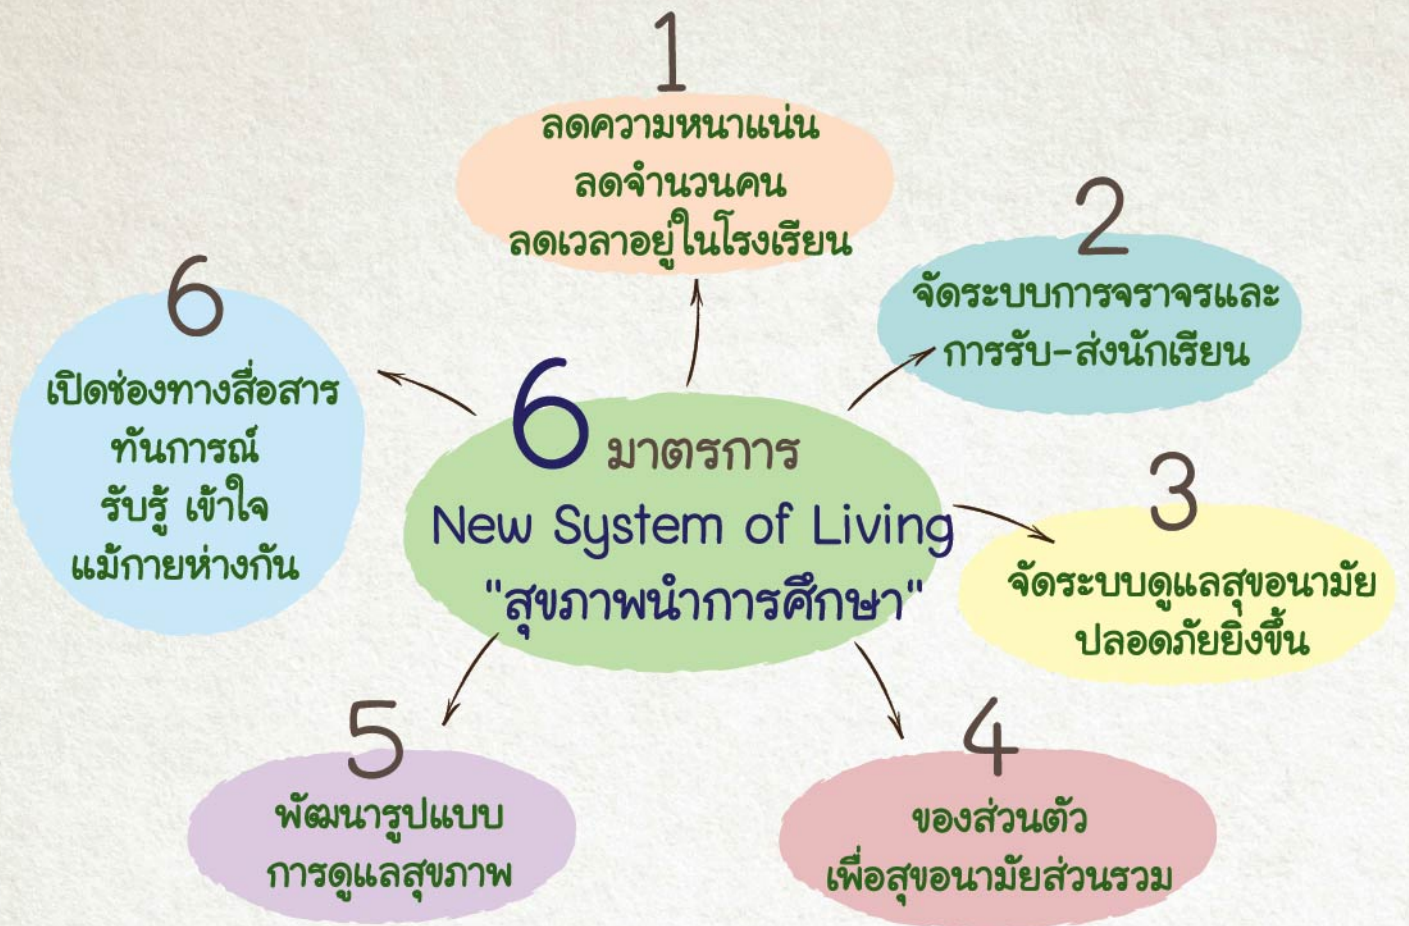 1
ลดความหนาแน่น
ลดจำนวนคน
ลดเวลาอยู่ในโรงเรียน
2
จัดระบบการจราจรและ
การรับ-ส่งนักเรียน
6
เปิดช่องทางสื่อสาร
ทันการณ์
รับรู้ เข้าใจ
แม้กายห่างกัน
6 มาตรการ
New System of Living
"สุขภาพนำการศึกษา"
3
จัดระบบดูแลสุขอนามัย
ปลอดภัยยิ่งขึ้น
5
พัฒนารูปแบบ
การดูแลสุขภาพ
4
ของส่วนตัว
เพื่อสุขอนามัยส่วนรวม